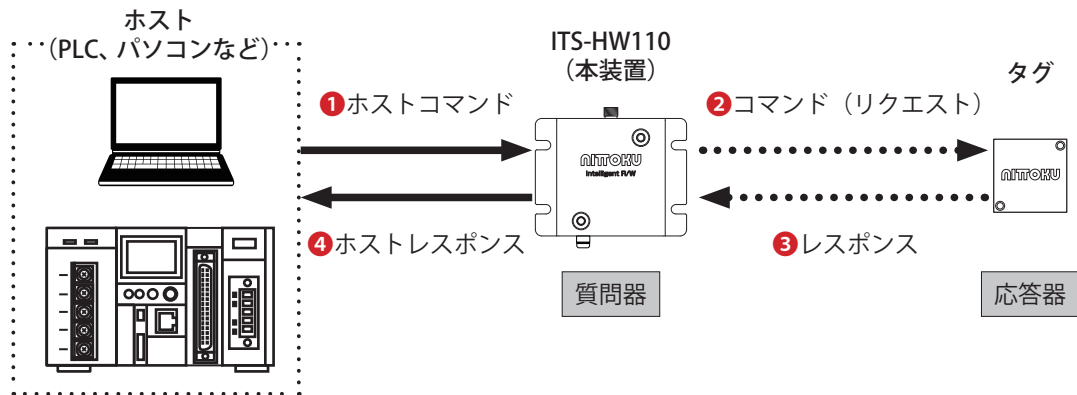 ホスト
(PLC、パソコンなど)
ITS-HW110
（本装置）
タグ
❶ホストコマンド
❷コマンド（リクエスト）
NITTOKU
Intelligent R/W
NITTOKU
❹ホストレスポンス
❸レスポンス
質問器
応答器